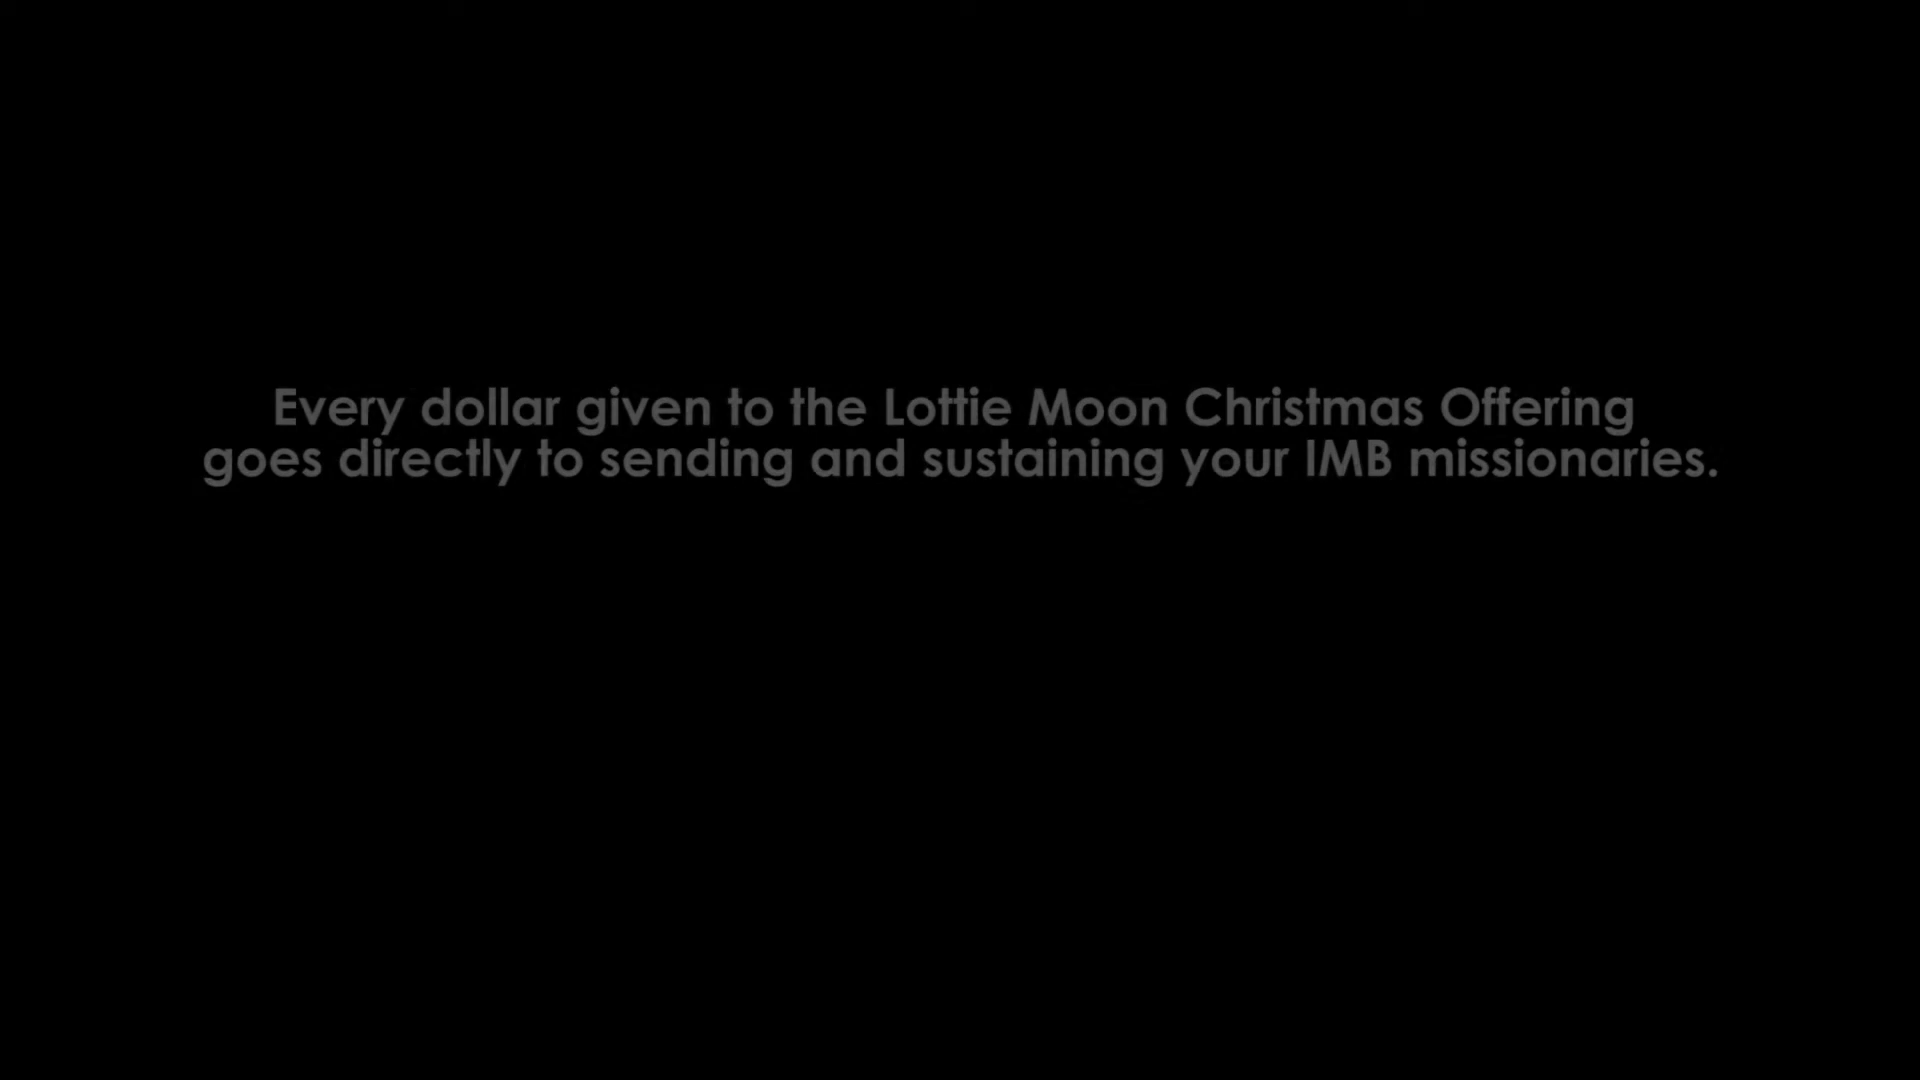 Every dollar given to the Lottie Moon Christmas Offering
goes directly to sending and sustaining your IMB missionaries.